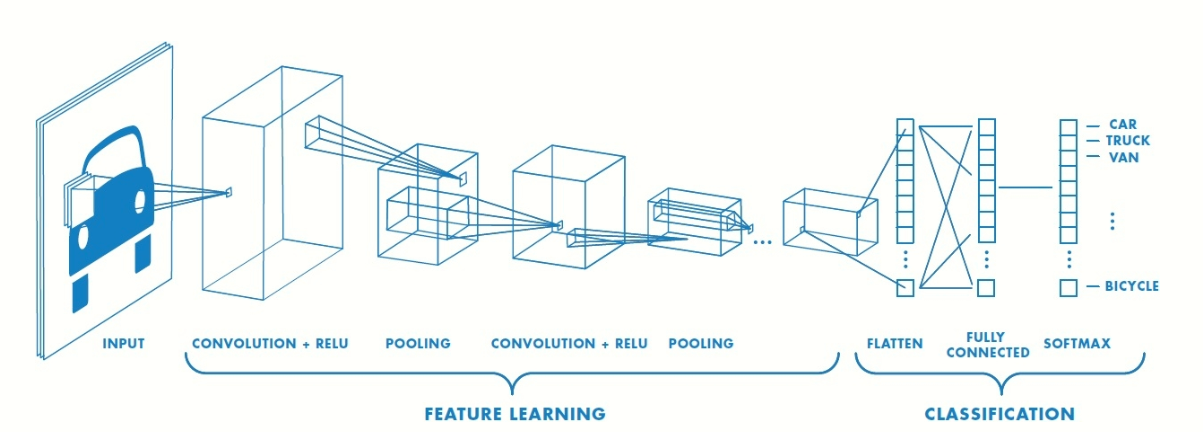 CAR
TRUCK
VAN
BICYCLE
INPUT
CONVOLUTION + RELU
POOLING
CONVOLUTION + RELU
POOLING
FLATTEN
FULLY
CONNECTED
SOFTMAX
FEATURE LEARNING
CLASSIFICATION